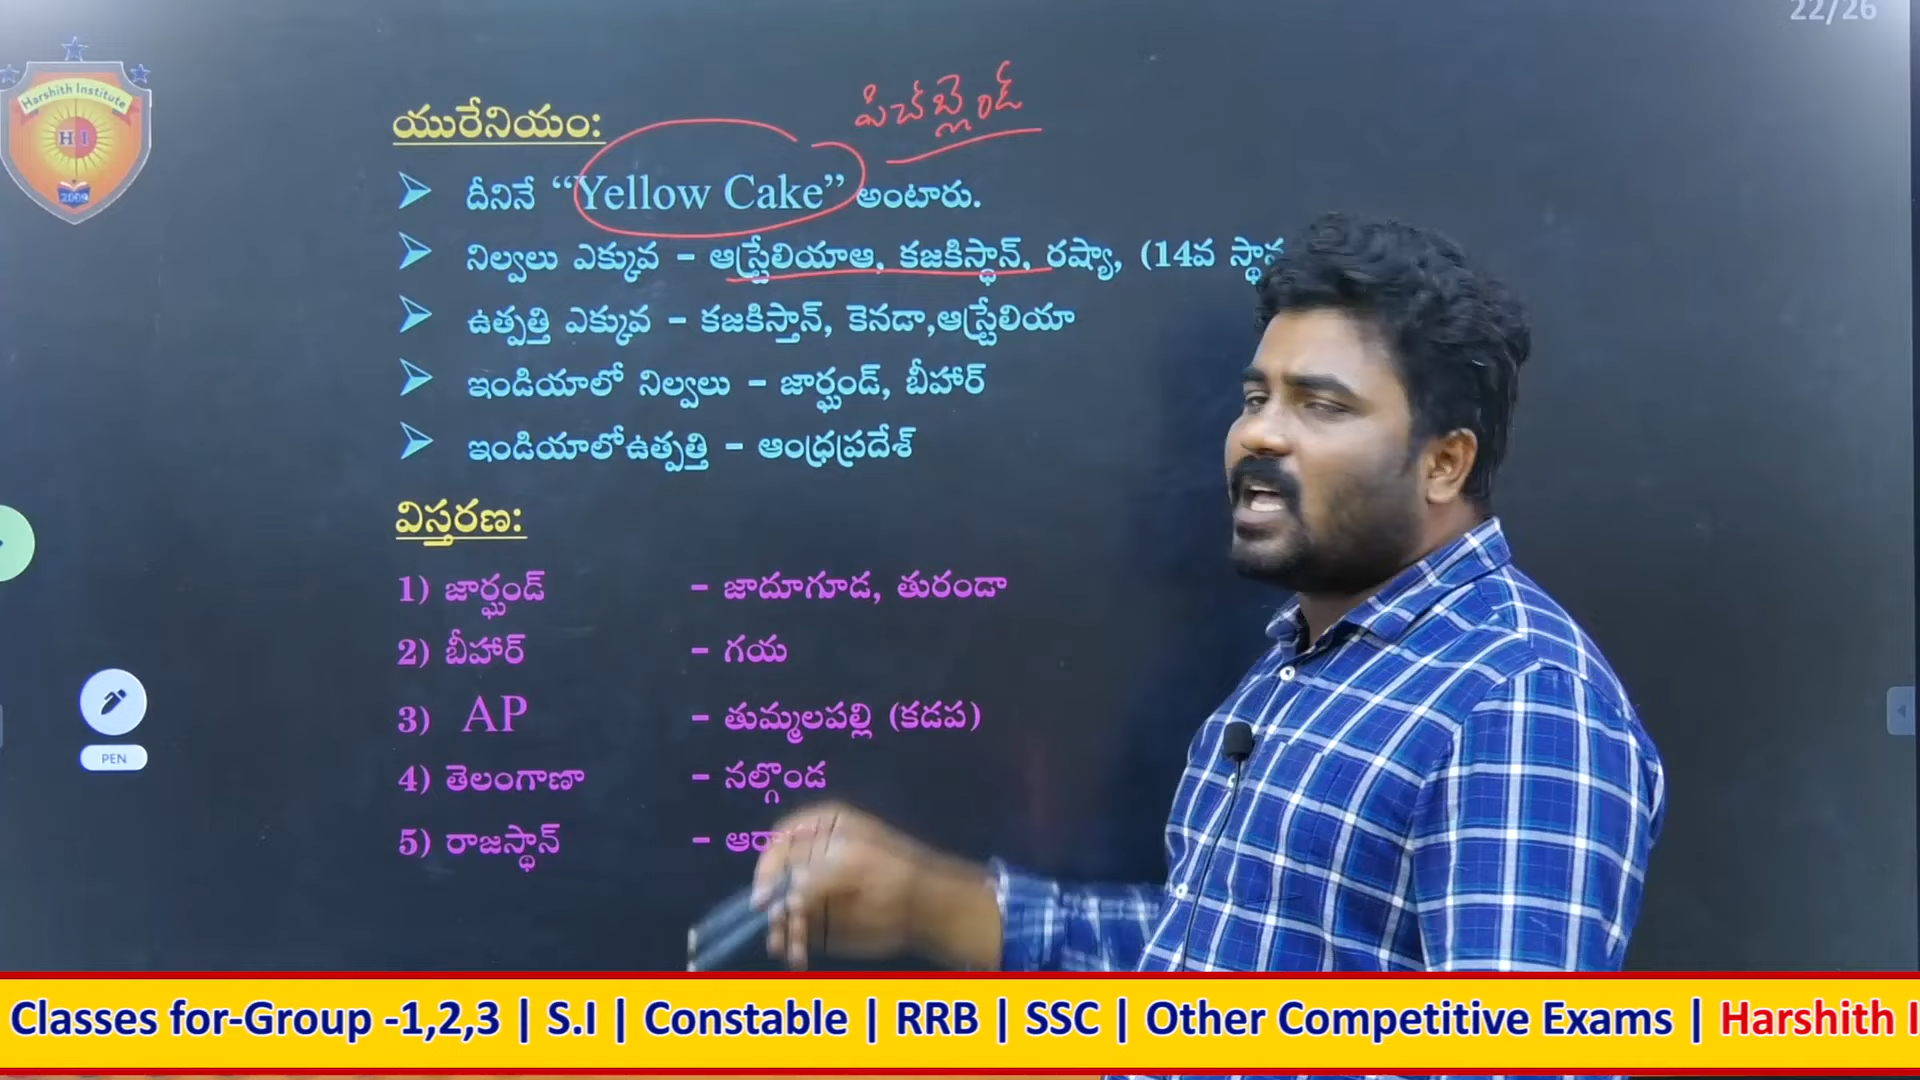 22/26
Harshith Institute
H I
2009
పిచ్ బ్లెండ్
యురేనియం:
దీనినే “Yellow Cake” అంటారు.
నిల్వలు ఎక్కువ – ఆస్ట్రేలియాఆ, కజకిస్థాన్, రష్యా, (14వ స్థాన
ఉత్పత్తి ఎక్కువ – కజకిస్తాన్, కెనడా,ఆస్ట్రేలియా
ఇండియాలో నిల్వలు – జార్ఖండ్, బీహార్
ఇండియాలోఉత్పత్తి – ఆంధ్రప్రదేశ్
విస్తరణ:
1) జార్ఖండ్ – జాదూగూడ, తురండా
2) బీహార్ – గయ
3) AP – తుమ్మలపల్లి (కడప)
4) తెలంగాణా – నల్గొండ
5) రాజస్థాన్ –
PEN
Classes for-Group -1,2,3 | S.I | Constable | RRB | SSC | Other Competitive Exams | Harshith I